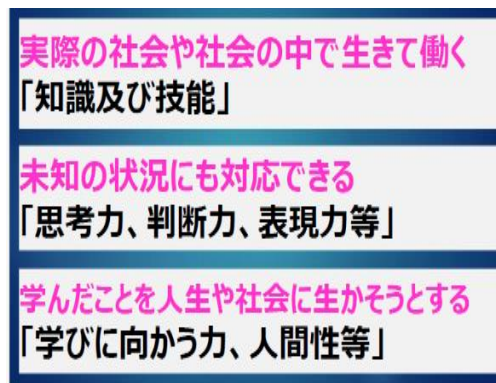 実際の社会や社会の中で生きて働く
「知識及び技能」
未知の状況にも対応できる
「思考力、判断力、表現力等」
学んだことを人生や社会に生かそうとする
「学びに向かう力、人間性等」